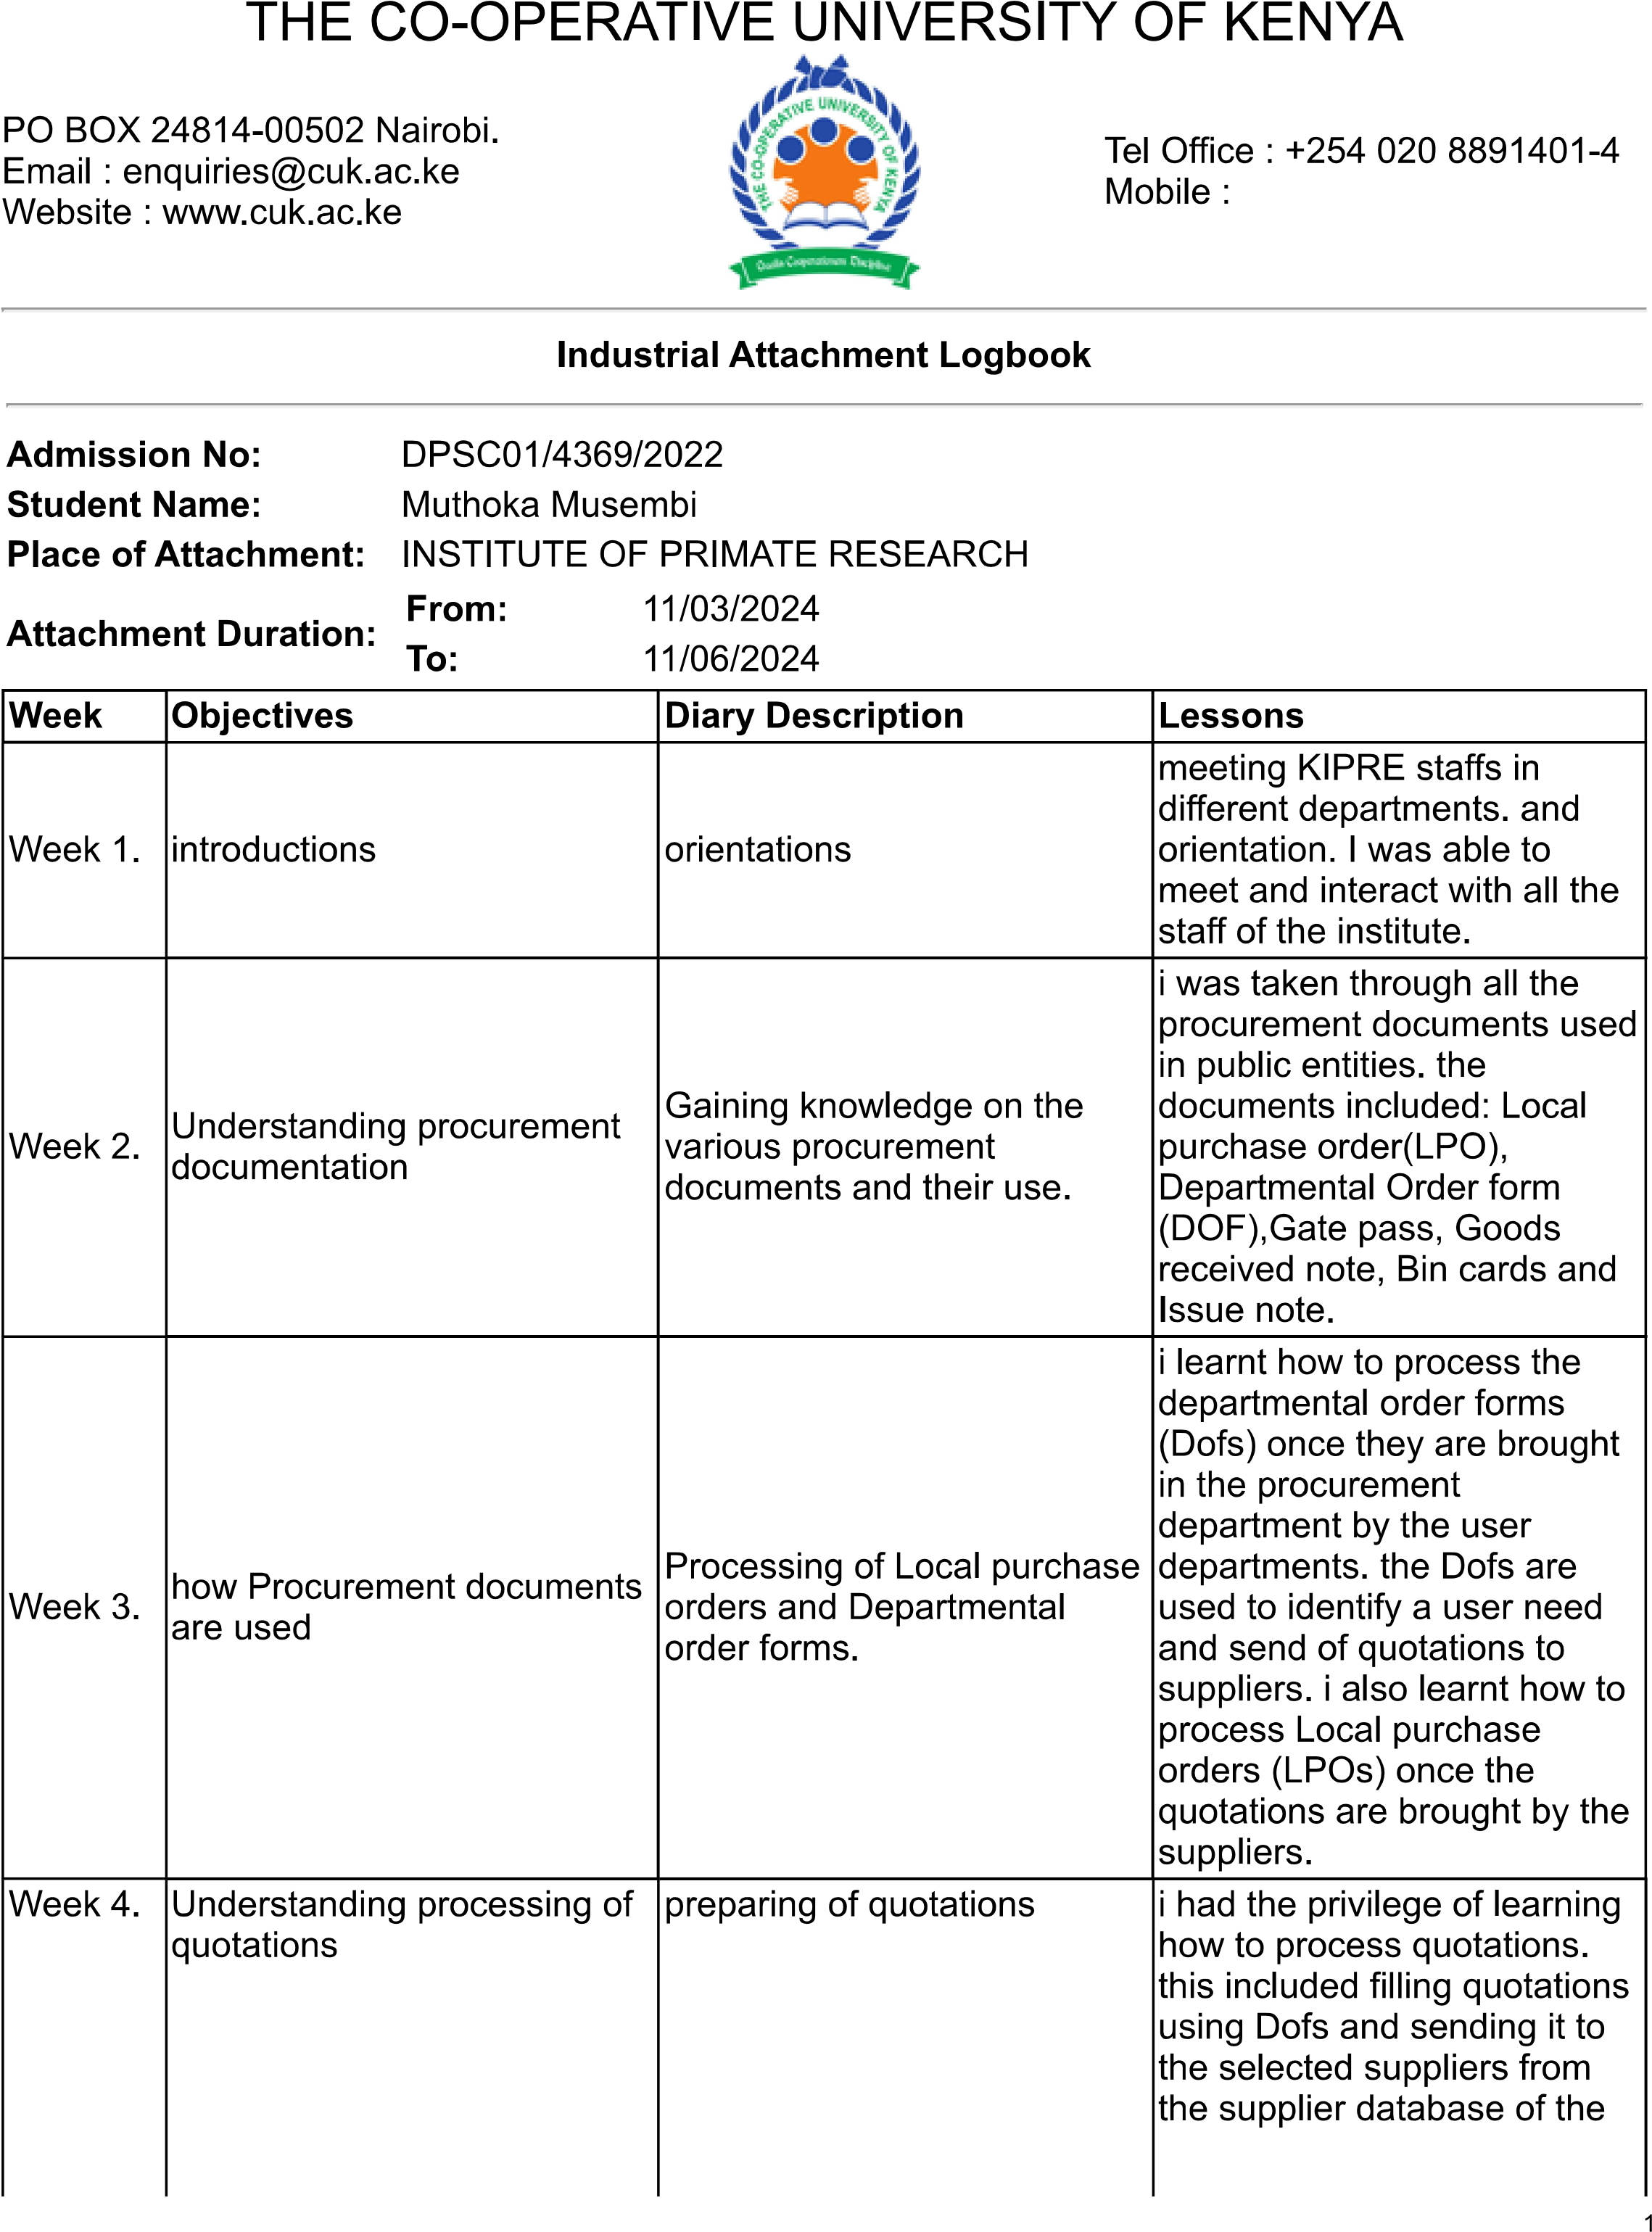 THE CO-OPERATIVE UNIVERSITY OF KENYA
PO BOX 24814-00502 Nairobi.
Email : enquiries@cuk.ac.ke
Website : www.cuk.ac.ke
THE CO-OPERATIVE UNIVERSITY OF KENYA
Tel Office : +254 020 8891401-4
Mobile :
Industrial Attachment Logbook
Admission No: DPSC01/4369/2022
Student Name: Muthoka Musembi
Place of Attachment: INSTITUTE OF PRIMATE RESEARCH
Attachment Duration:
From: 11/03/2024
To: 11/06/2024
Week Objectives Diary Description Lessons
Week 1.
introductions
orientations
meeting KIPRE staffs in
different departments. and
orientation. I was able to
meet and interact with all the
staff of the institute.
Week 2.
Understanding procurement
documentation
Gaining knowledge on the
various procurement
documents and their use.
i was taken through all the
procurement documents used
in public entities. the
documents included: Local
purchase order(LPO),
Departmental Order form
(DOF),Gate pass, Goods
received note, Bin cards and
Issue note.
Week 3.
how Procurement documents
are used
Processing of Local purchase
orders and Departmental
order forms.
i learnt how to process the
departmental order forms
(Dofs) once they are brought
in the procurement
department by the user
departments. the Dofs are
used to identify a user need
and send of quotations to
suppliers. i also learnt how to
process Local purchase
orders (LPOs) once the
quotations are brought by the
suppliers.
Week 4.
Understanding processing of
quotations
preparing of quotations
i had the privilege of learning
how to process quotations.
this included filling quotations
using Dofs and sending it to
the selected suppliers from
the supplier database of the